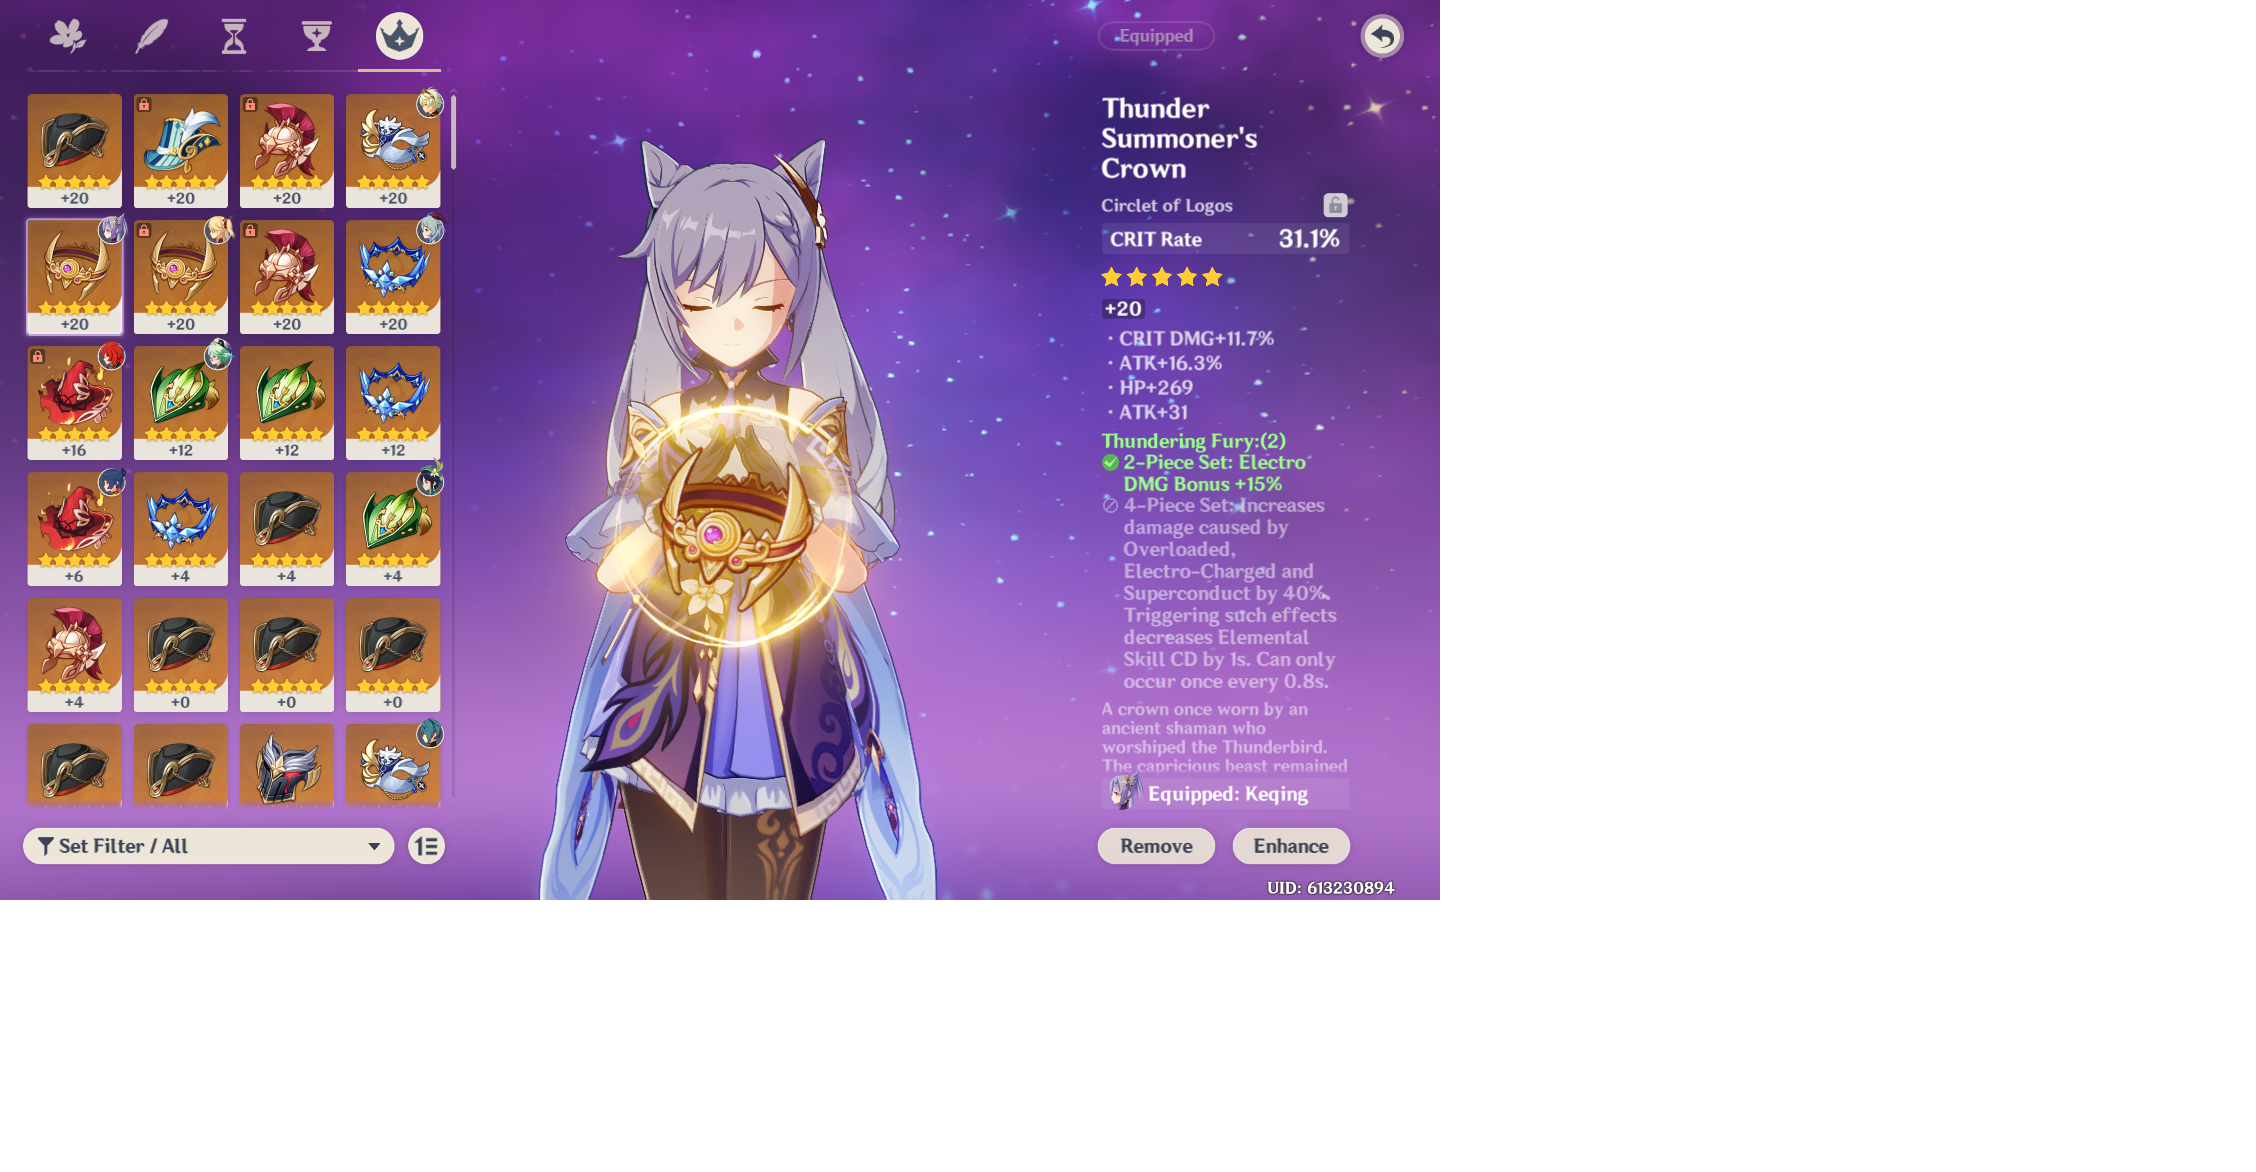 Equipped
Thunder
Summoner's
Crown
Circlet of Logos
CRIT Rate 31.1%
+20
· CRIT DMG+11.7%
· ATK+16.3%
· HP+269
· ATK+31
Thundering Fury:(2)
2-Piece Set: Electro
DMG Bonus +15%
4-Piece Set: Increases
damage caused by
Overloaded,
Electro-Charged and
Superconduct by 40%.
Triggering such effects
decreases Elemental
Skill CD by 1s. Can only
occur once every 0.8s.
A crown once worn by an
ancient shaman who
worshiped the Thunderbird.
The capricious beast remained
Equipped: Keqing
Remove Enhance
UID: 613230894
+20 +20 +20 +20
+20 +20 +20 +20
+16 +12 +12 +12
+6 +4 +4 +4
+4 +0 +0 +0
Set Filter / All
1